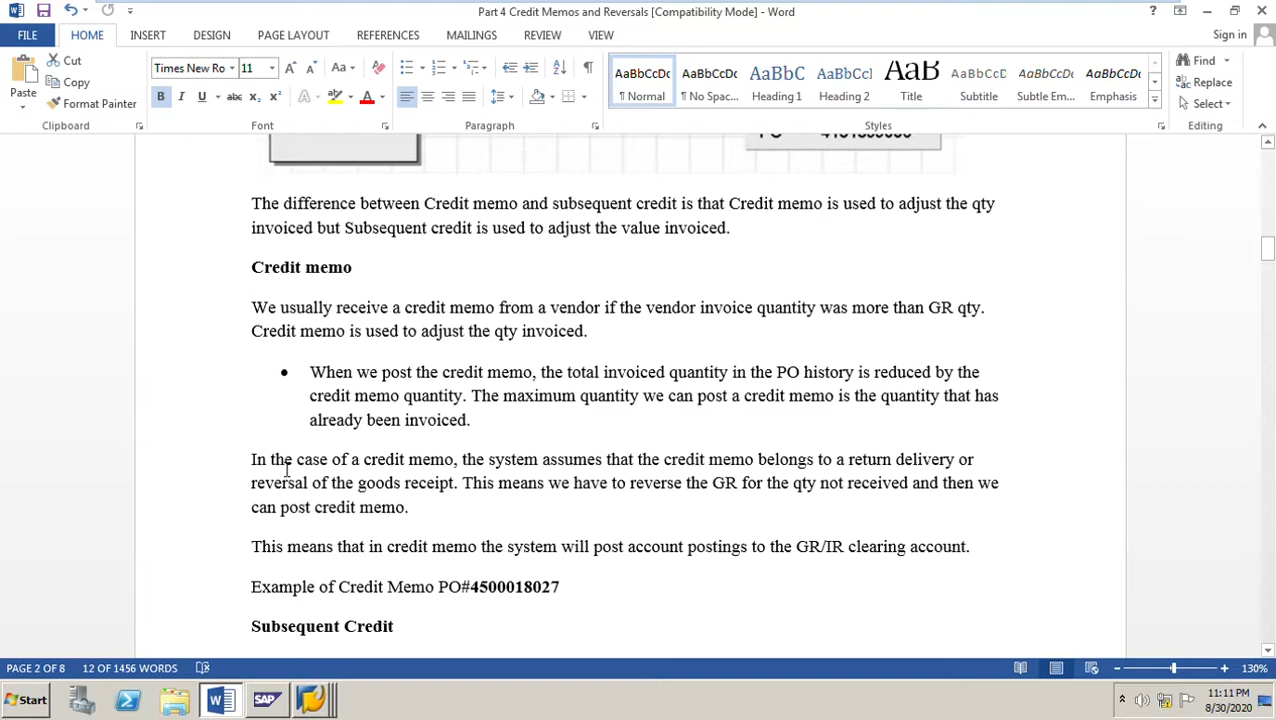 Part 4 Credit Memos and Reversals [Compatibility Mode] - Word
?
FILE HOME INSERT DESIGN PAGE LAYOUT REFERENCES MAILINGS REVIEW VIEW Sign in
Paste
Cut
Copy
Format Painter
Clipboard
Times New Ro 11
Aa
B I U abc x₂ x² A A
Font
Paragraph
AaBbCcDc AaBbCcDc AaBbC AaBbCc AaB AaBbCcD AaBbCcDc AaBbCcDc
¶ Normal ¶ No Spac... Heading 1 Heading 2 Title Subtitle Subtle Em... Emphasis
Styles
Find
Replace
Select
Editing
The difference between Credit memo and subsequent credit is that Credit memo is used to adjust the qty
invoiced but Subsequent credit is used to adjust the value invoiced.
Credit memo
We usually receive a credit memo from a vendor if the vendor invoice quantity was more than GR qty.
Credit memo is used to adjust the qty invoiced.
• When we post the credit memo, the total invoiced quantity in the PO history is reduced by the
credit memo quantity. The maximum quantity we can post a credit memo is the quantity that has
already been invoiced.
In the case of a credit memo, the system assumes that the credit memo belongs to a return delivery or
reversal of the goods receipt. This means we have to reverse the GR for the qty not received and then we
can post credit memo.
This means that in credit memo the system will post account postings to the GR/IR clearing account.
Example of Credit Memo PO#4500018027
Subsequent Credit
PAGE 2 OF 8 12 OF 1456 WORDS 130%
Start SAP 11:11 PM
8/30/2020